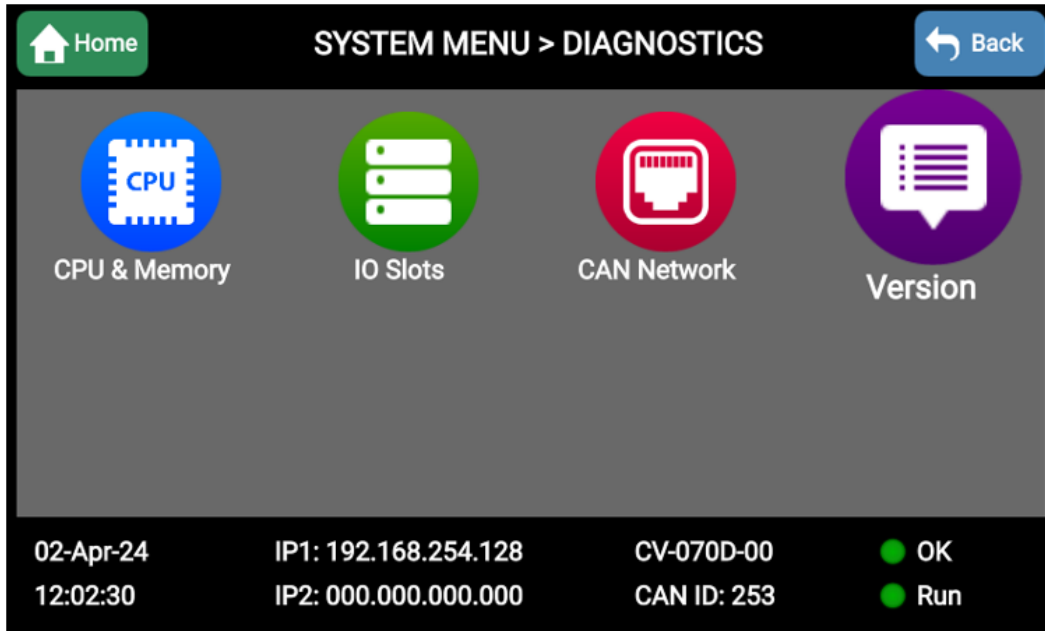 Home
SYSTEM MENU > DIAGNOSTICS
Back
CPU
CPU & Memory
IO Slots
CAN Network
Version
02-Apr-24
IP1: 192.168.254.128
CV-070D-00
OK
12:02:30
IP2: 000.000.000.000
CAN ID: 253
Run